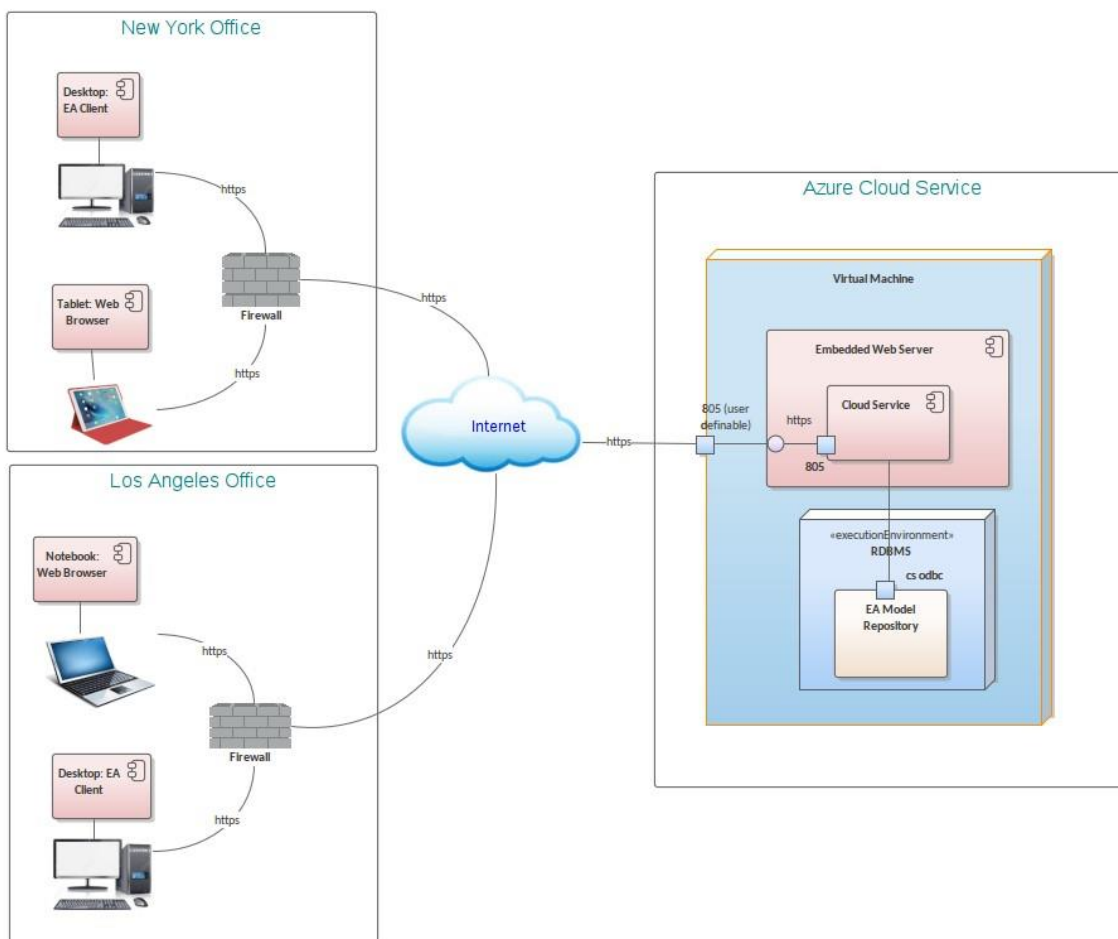 New York Office
Desktop:
EA Client
https
Tablet: Web
Browser
Firewall
https
https
Los Angeles Office
Notebook:
Web Browser
https
Firewall
Desktop: EA
Client
https
https
Internet
https
Azure Cloud Service
Virtual Machine
Embedded Web Server
Cloud Service
805 (user
definable)
https
805
«executionEnvironment»
RDBMS
cs odbc
EA Model
Repository